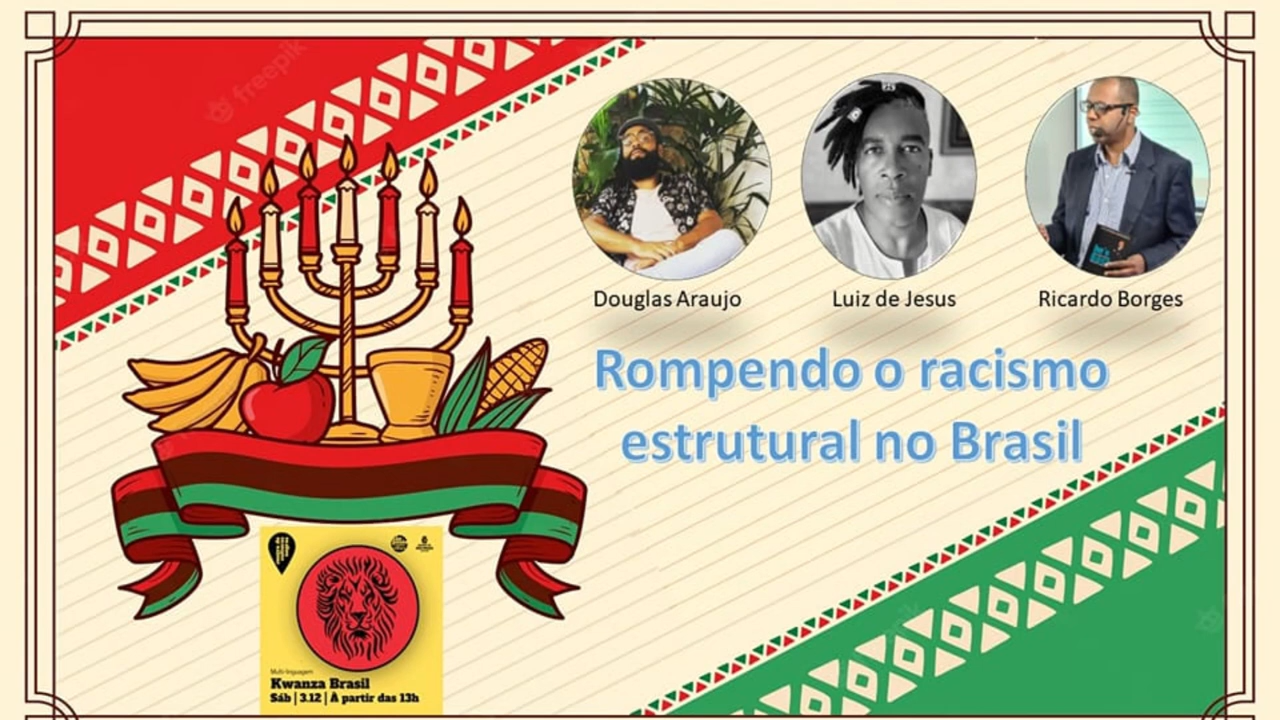 Douglas Araujo
Luiz de Jesus
Ricardo Borges
Rompendo o racismo
estrutural no Brasil
Multi-linguagem
Kwanza Brasil
Sáb | 3.12 | À partir das 13h
freepik